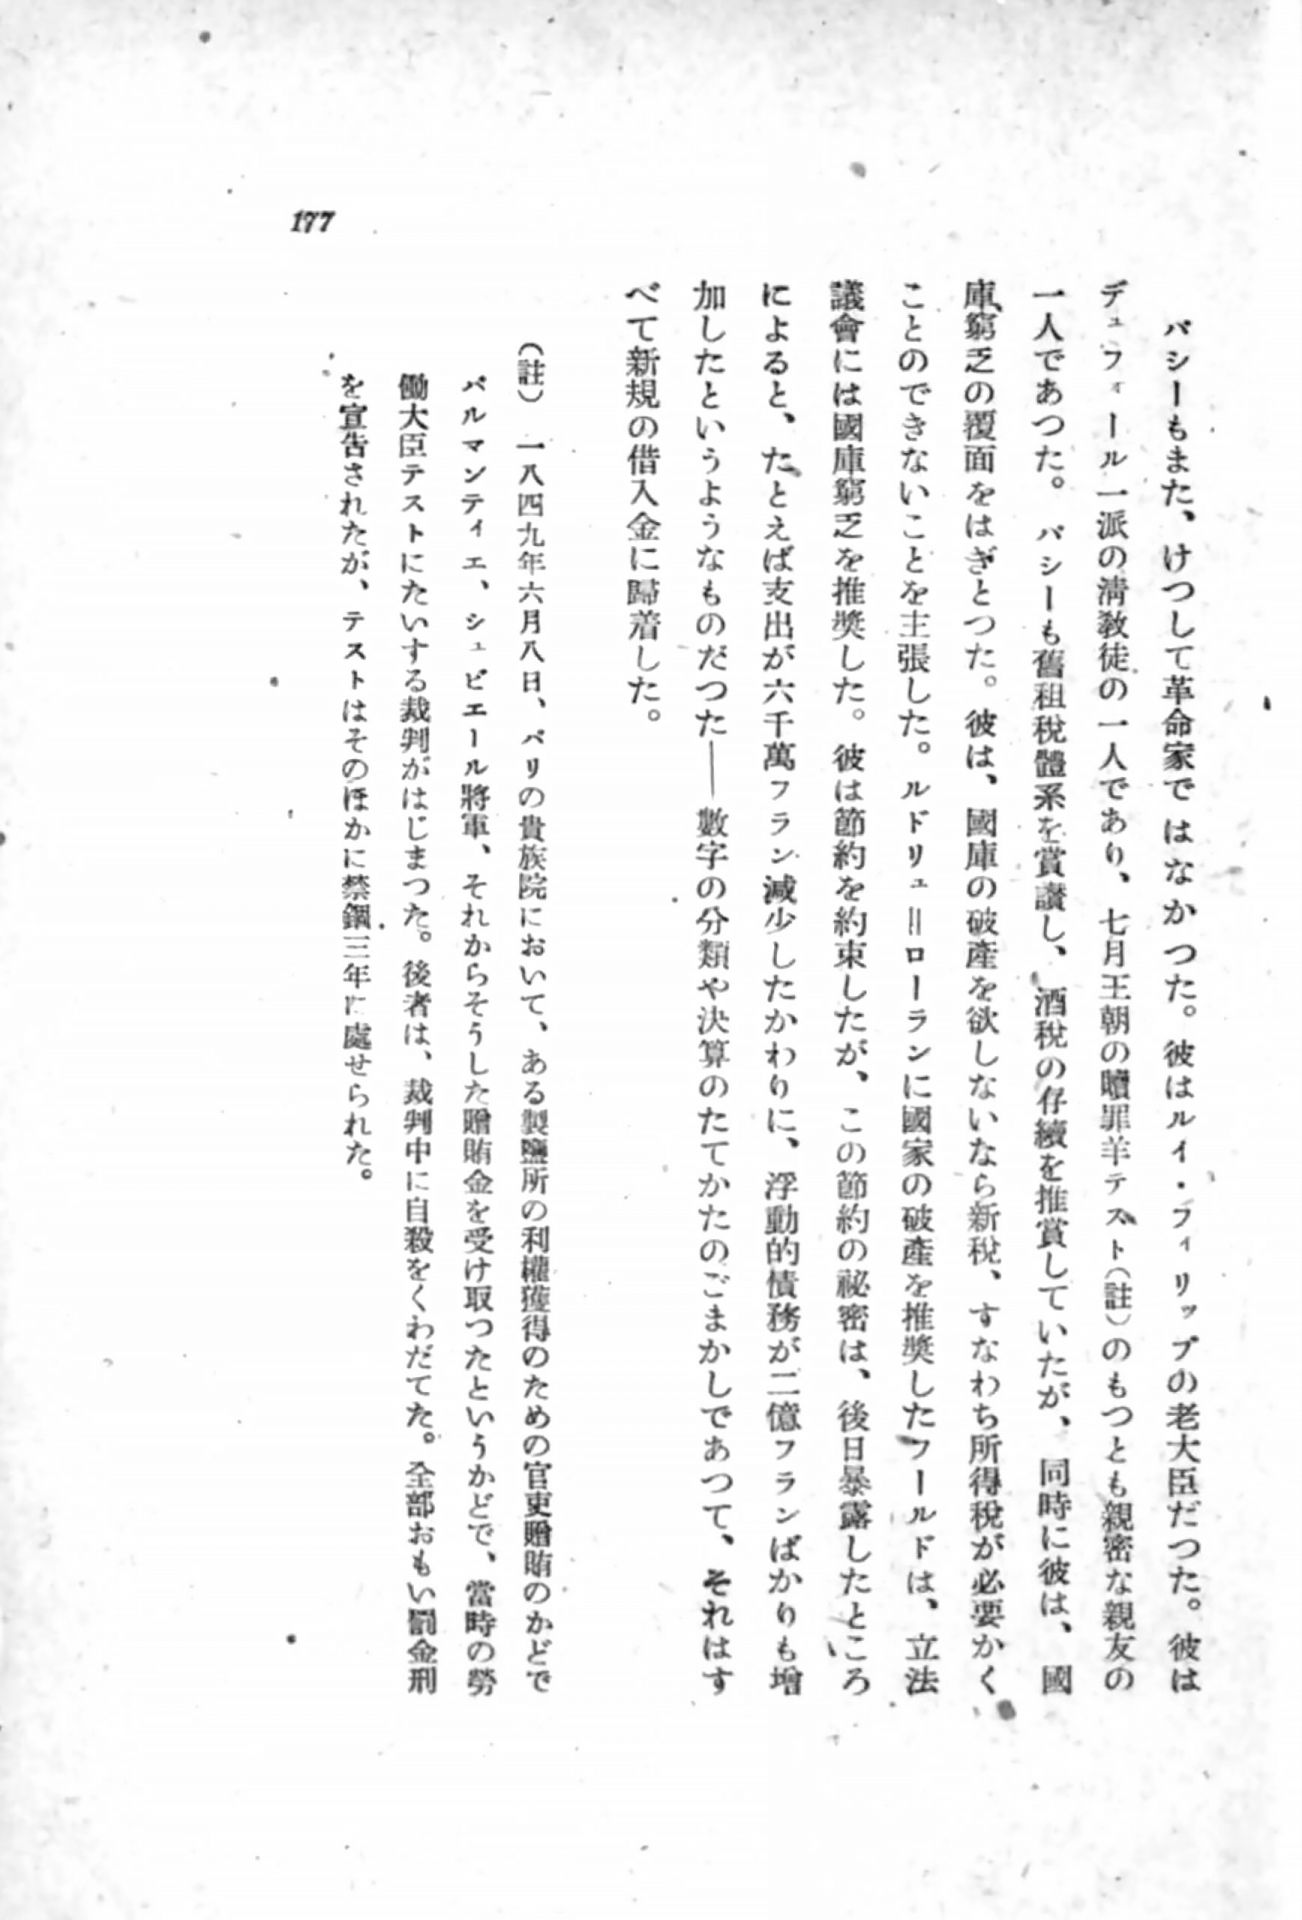 177
パシーもまた、けつして革命家ではなかつた。彼はルイ・フィリップの老大臣だつた。彼は
デュフォール一派の淸敎徒の一人であり、七月王朝の贖罪羊テスト（註）のもつとも親密な親友の
一人であつた。パシーも舊租稅體系を賞讃し、酒稅の存續を推賞していたが、同時に彼は、國
庫窮乏の覆面をはぎとつた。彼は、國庫の破產を欲しないなら新稅、すなわち所得稅が必要かく
ことのできないことを主張した。ルドリュ＝ローランに國家の破產を推奬したフールドは、立法
議會には國庫窮乏を推奬した。彼は節約を約束したが、この節約の祕密は、後日暴露したところ
によると、たとえば支出が六千萬フラン減少したかわりに、浮動的債務が二億フランばかりも增
加したというようなものだつた——數字の分類や決算のたてかたのごまかしであつて、それはす
べて新規の借入金に歸着した。
（註）　一八四九年六月八日、パリの貴族院において、ある製鹽所の利權獲得のための官吏贈賄のかどで
パルマンティエ、シュピエール將軍、それからそうした贈賄金を受け取つたというかどで、當時の勞
働大臣テストにたいする裁判がはじまつた。後者は、裁判中に自殺をくわだてた。全部おもい罰金刑
を宣告されたが、テストはそのほかに禁錮三年に處せられた。